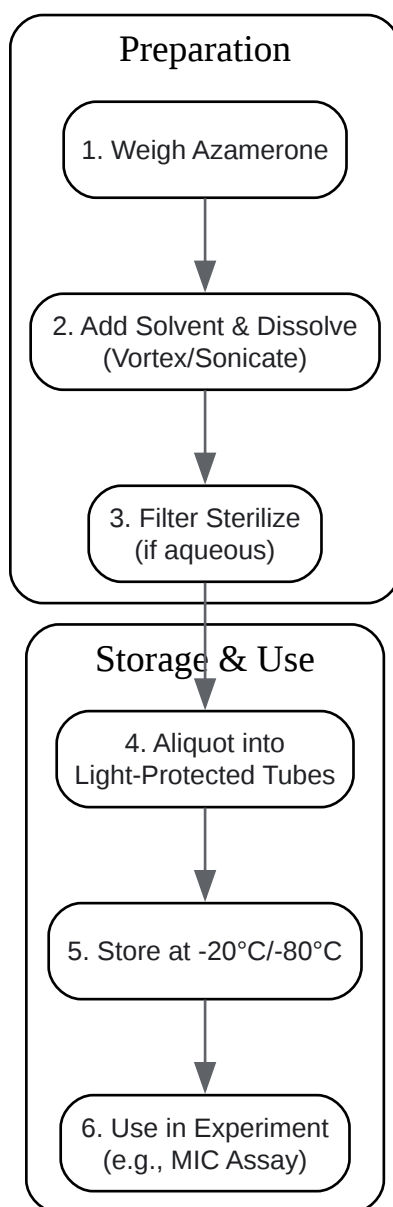 Preparation
1. Weigh Azamerone
2. Add Solvent & Dissolve
(Vortex/Sonicate)
3. Filter Sterilize
(if aqueous)
Storage & Use
4. Aliquot into
Light-Protected Tubes
5. Store at -20°C/-80°C
6. Use in Experiment
(e.g., MIC Assay)